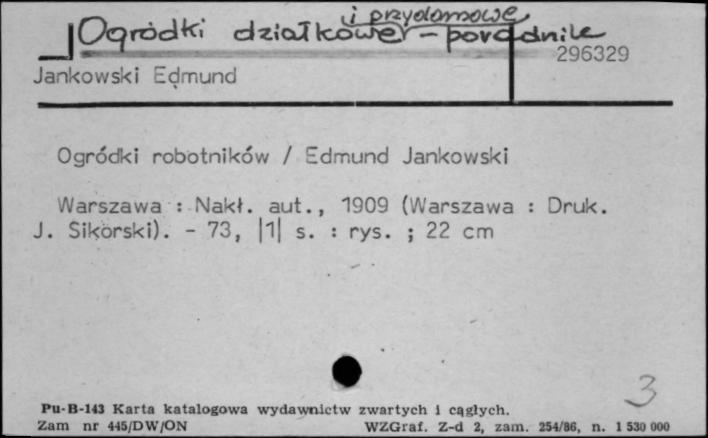 i przydomowe
Ogródki działkowe - poradnik
296329
Jankowski Edmund
Ogródki robotników / Edmund Jankowski
Warszawa : Nakł. aut., 1909 (Warszawa : Druk.
J. Sikorski). - 73, |1| s. : rys. ; 22 cm
3
Pu-B-143 Karta katalogowa wydawnictw zwartych i cągłych.
Zam nr 445/DW/ON WZGraf. Z-d 2, zam. 254/86, n. 1 530 000